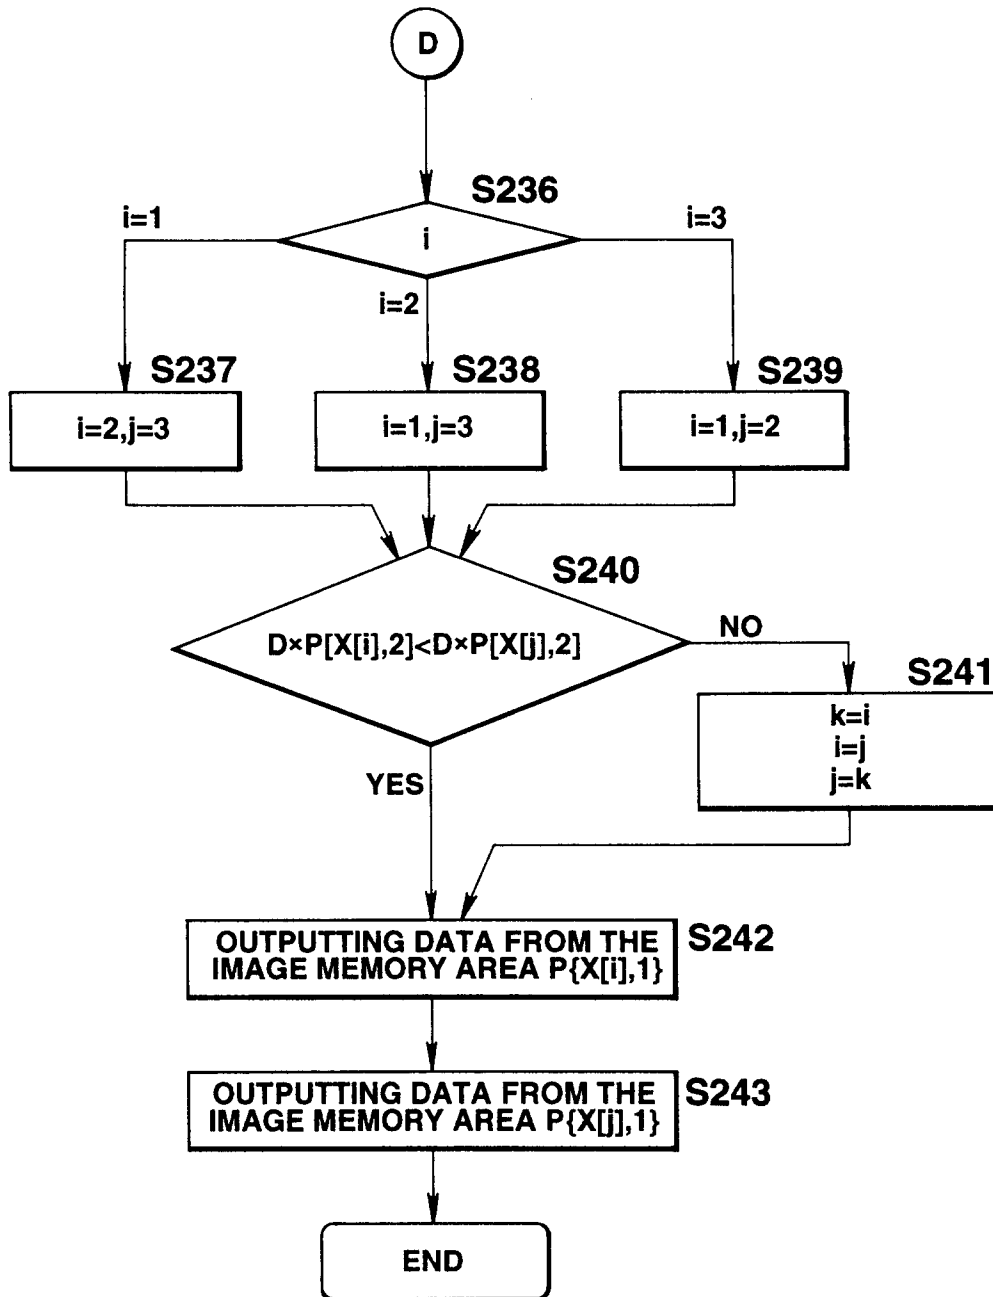 D
S236
i=1
i
i=3
i=2
S237
S238
S239
i=2,j=3
i=1,j=3
i=1,j=2
S240
D×P[X[i],2]<D×P[X[j],2]
NO
S241
k=i
i=j
j=k
YES
OUTPUTTING DATA FROM THE
IMAGE MEMORY AREA P{X[i],1}
S242
OUTPUTTING DATA FROM THE
IMAGE MEMORY AREA P{X[j],1}
S243
END